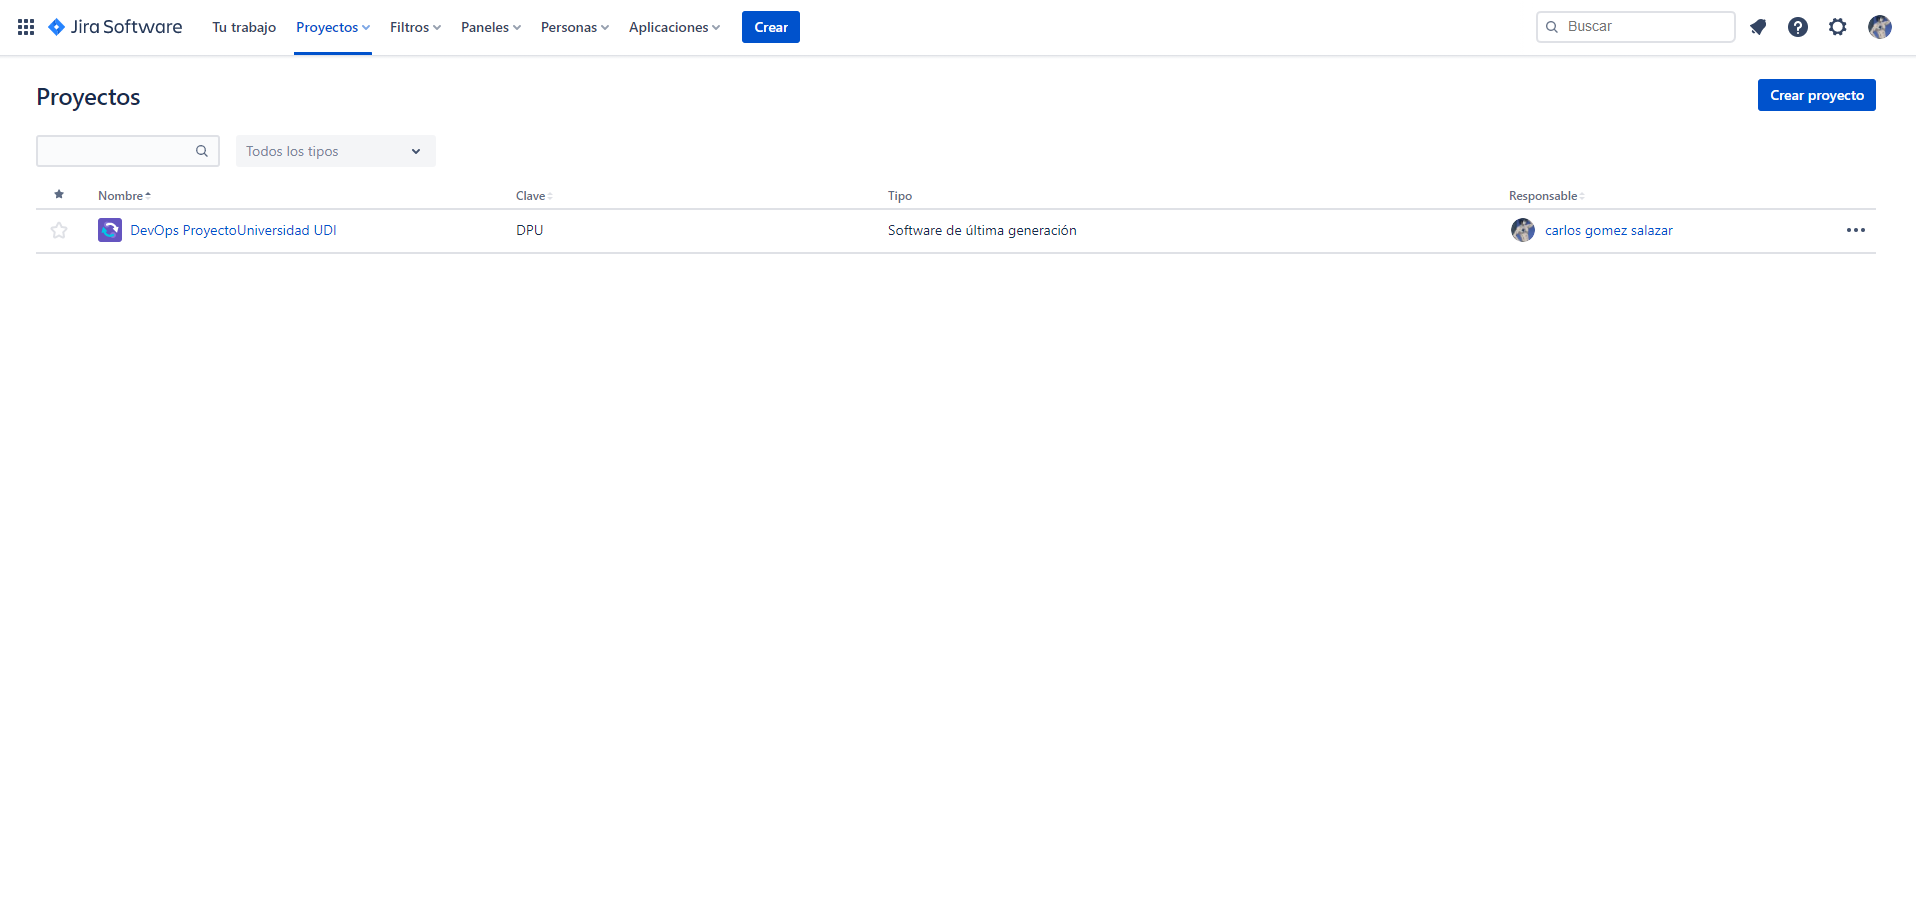 Jira Software Tu trabajo Proyectos Filtros Paneles Personas Aplicaciones Crear Buscar
Proyectos Crear proyecto
Todos los tipos
Nombre Clave Tipo Responsable
DevOps ProyectoUniversidad UDI DPU Software de última generación carlos gomez salazar